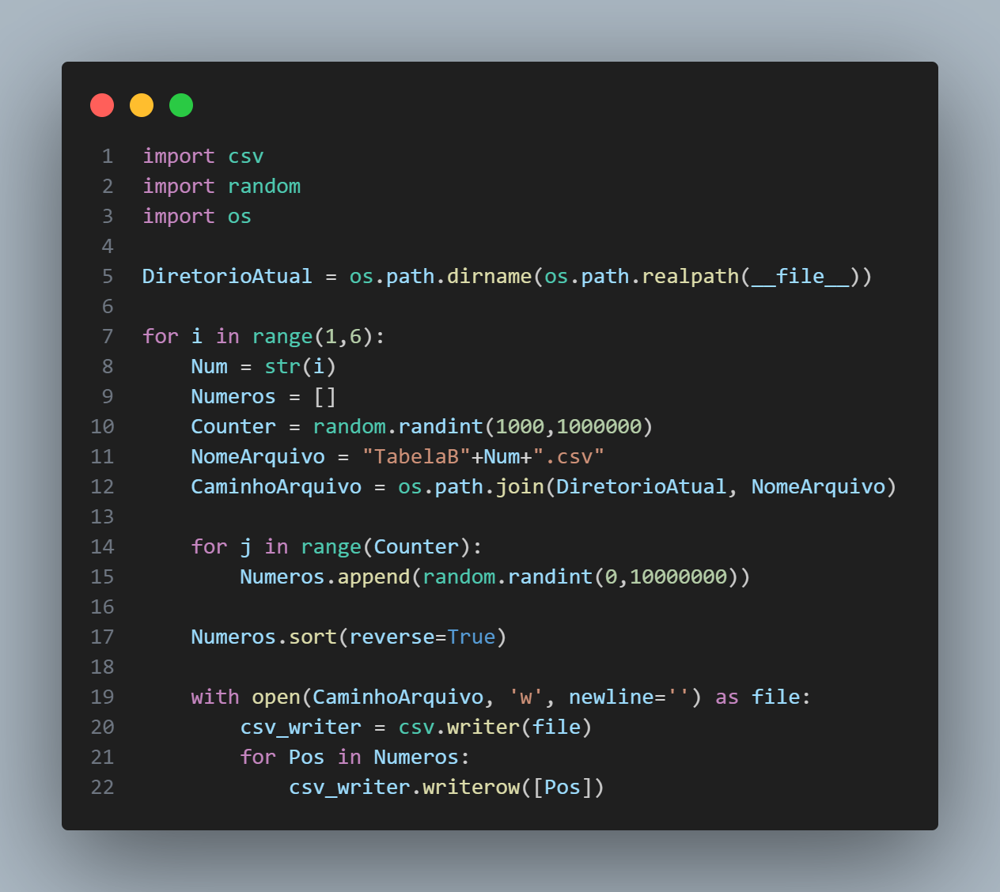 1 import csv
2 import random
3 import os
4
5 DiretorioAtual = os.path.dirname(os.path.realpath(__file__))
6
7 for i in range(1,6):
8     Num = str(i)
9     Numeros = []
10     Counter = random.randint(1000,1000000)
11     NomeArquivo = "TabelaB"+Num+".csv"
12     CaminhoArquivo = os.path.join(DiretorioAtual, NomeArquivo)
13
14     for j in range(Counter):
15         Numeros.append(random.randint(0,10000000))
16
17     Numeros.sort(reverse=True)
18
19     with open(CaminhoArquivo, 'w', newline='') as file:
20         csv_writer = csv.writer(file)
21         for Pos in Numeros:
22             csv_writer.writerow([Pos])